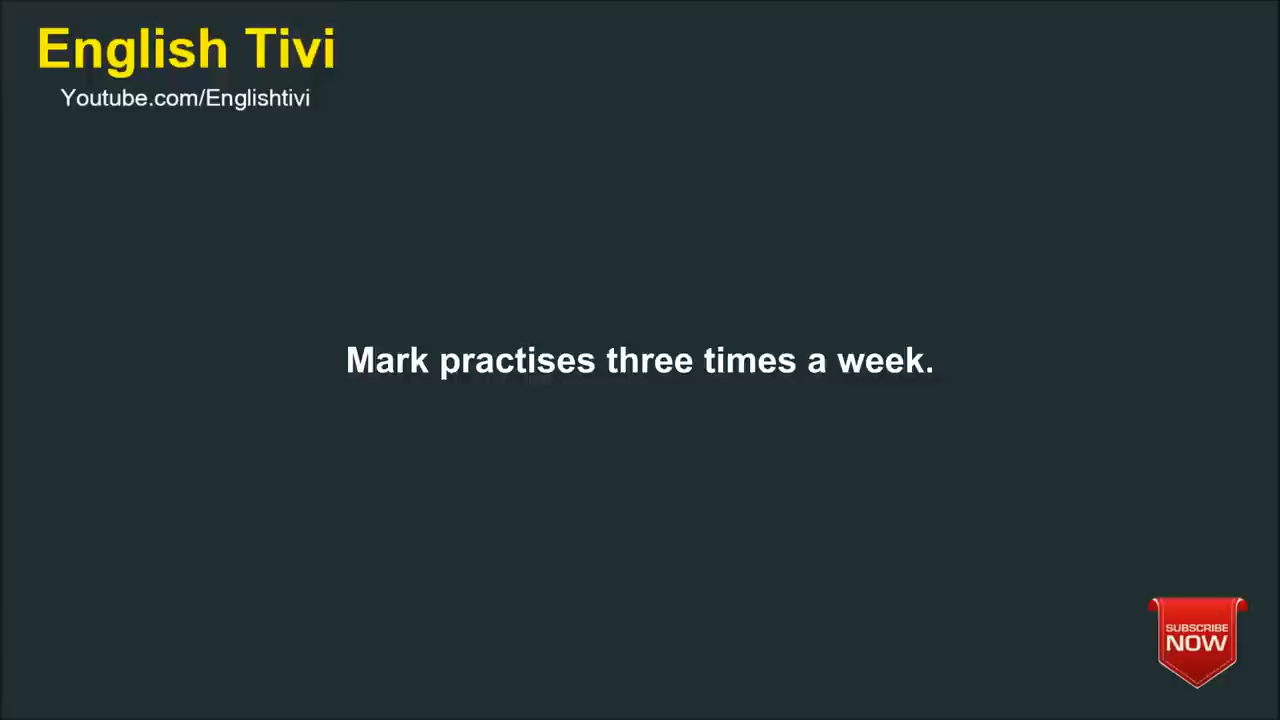 English Tivi
Youtube.com/Englishtivi
Mark practises three times a week.
SUBSCRIBE
NOW